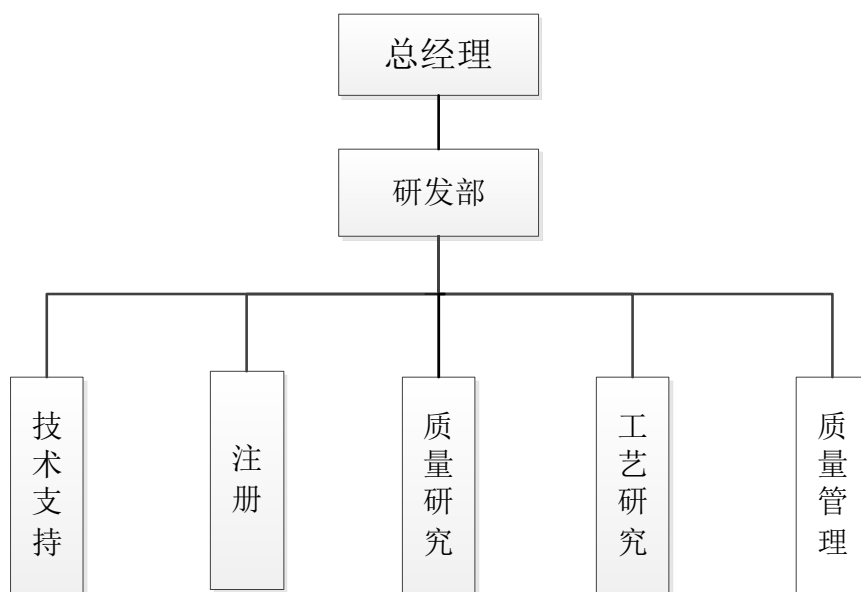 总经理
研发部
技术支持
注册
质量研究
工艺研究
质量管理